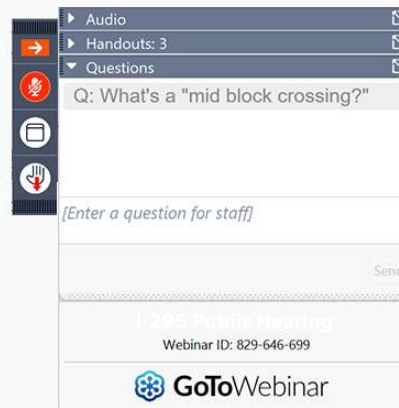 Audio
Handouts: 3
Questions
Q: What's a "mid block crossing?"
[Enter a question for staff]
Send
I-295 Public Hearing
Webinar ID: 829-646-699
GoToWebinar